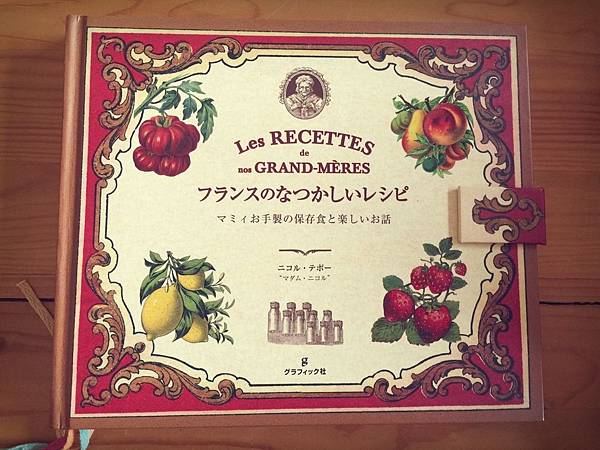 Les RECETTES
de
nos GRAND-MÈRES
フランスのなつかしいレシピ
マミィお手製の保存食と楽しいお話
ニコル・テボー
"マダム・ニコル"
g
グラフィック社